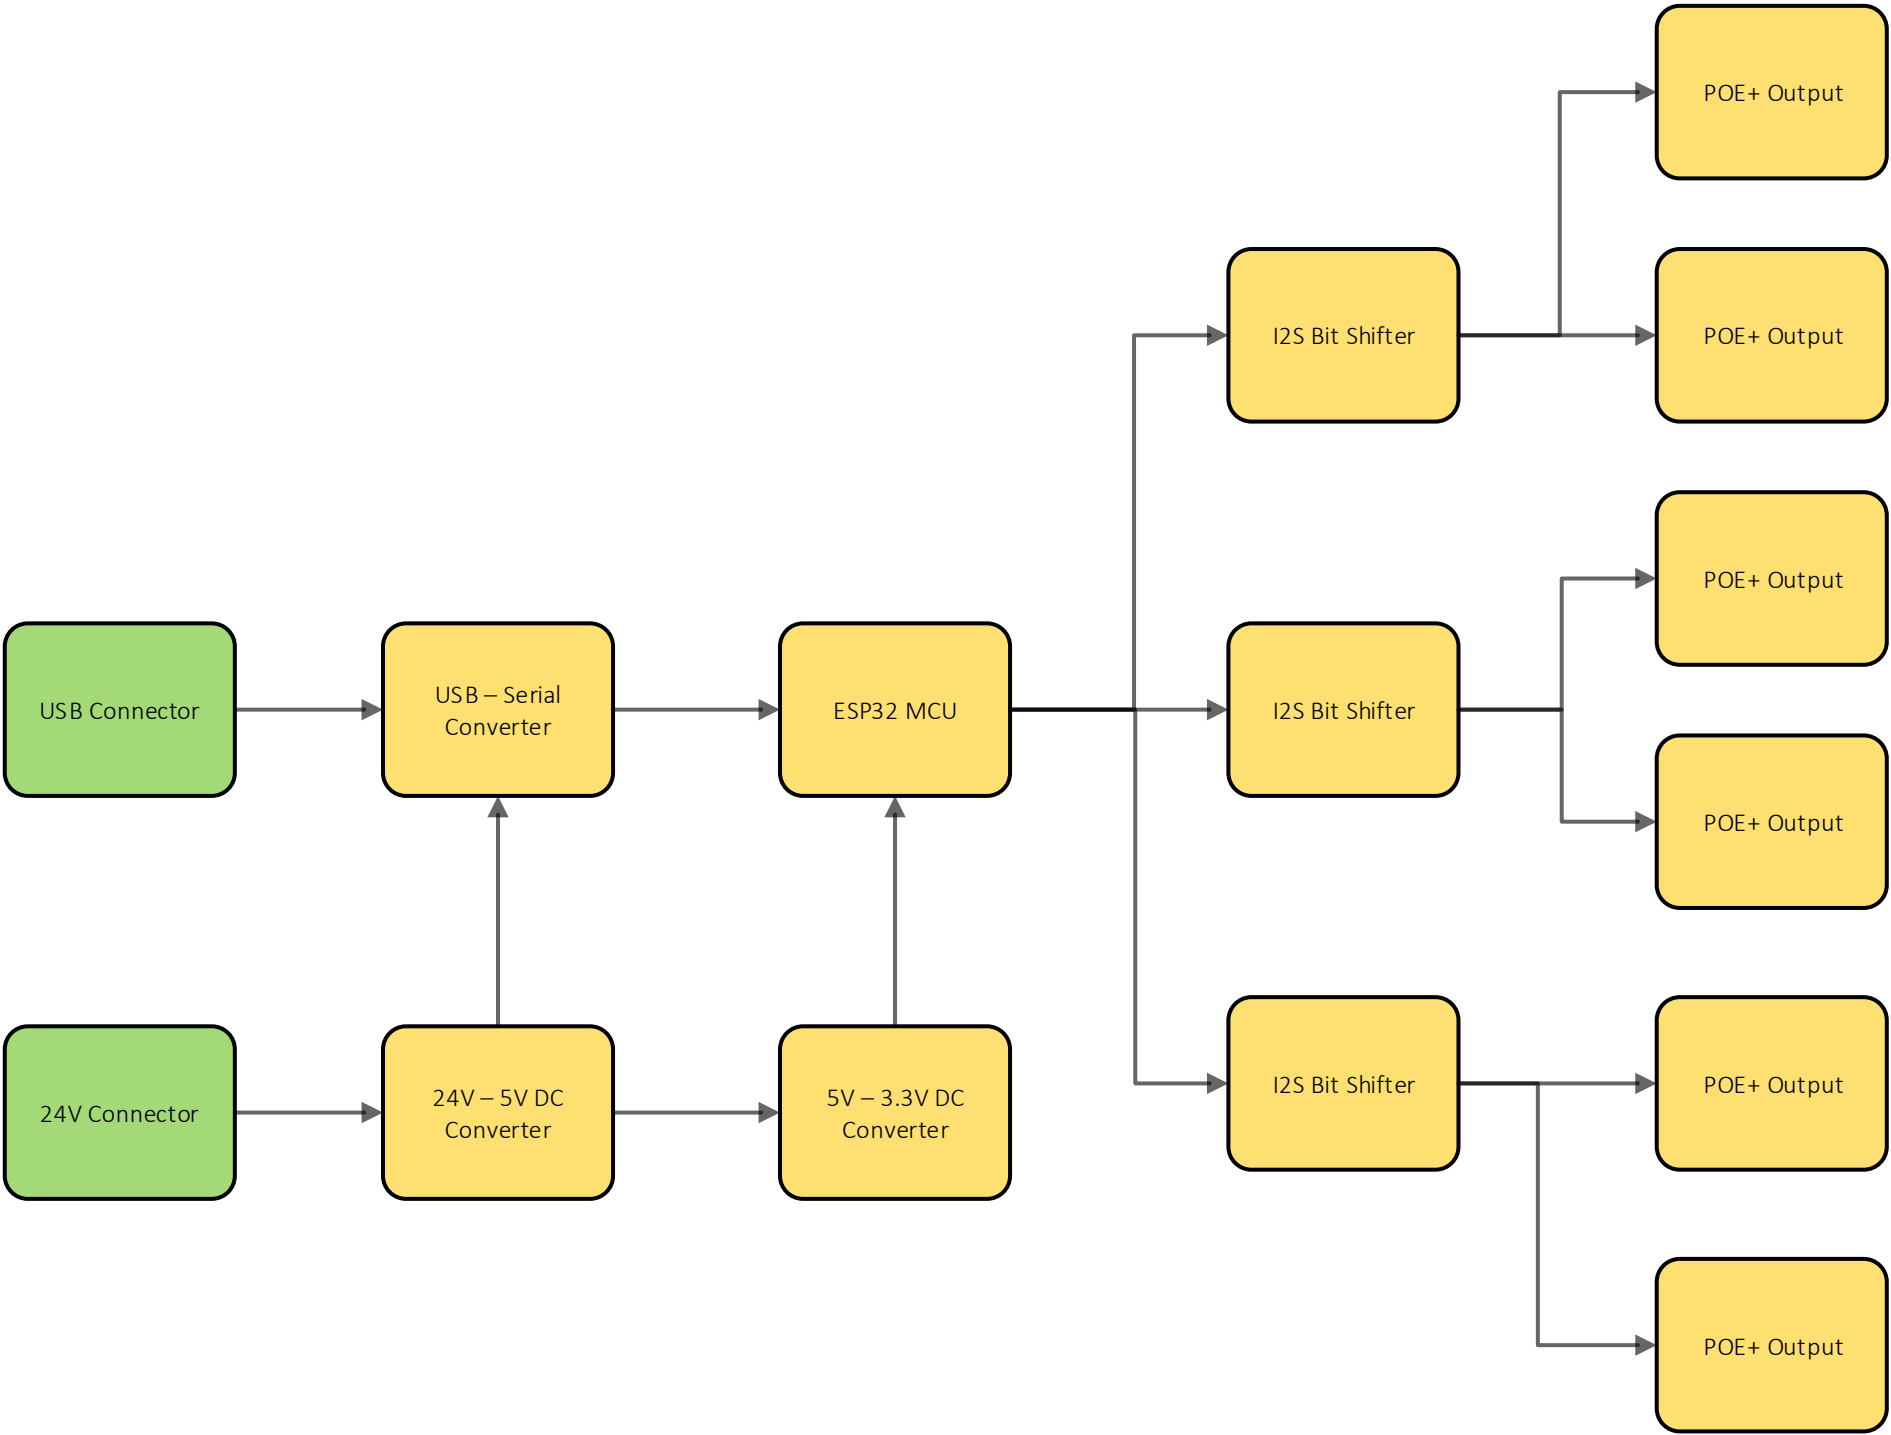 POE+ Output
I2S Bit Shifter
POE+ Output
POE+ Output
USB Connector
USB – Serial
Converter
ESP32 MCU
I2S Bit Shifter
POE+ Output
24V Connector
24V – 5V DC
Converter
5V – 3.3V DC
Converter
I2S Bit Shifter
POE+ Output
POE+ Output